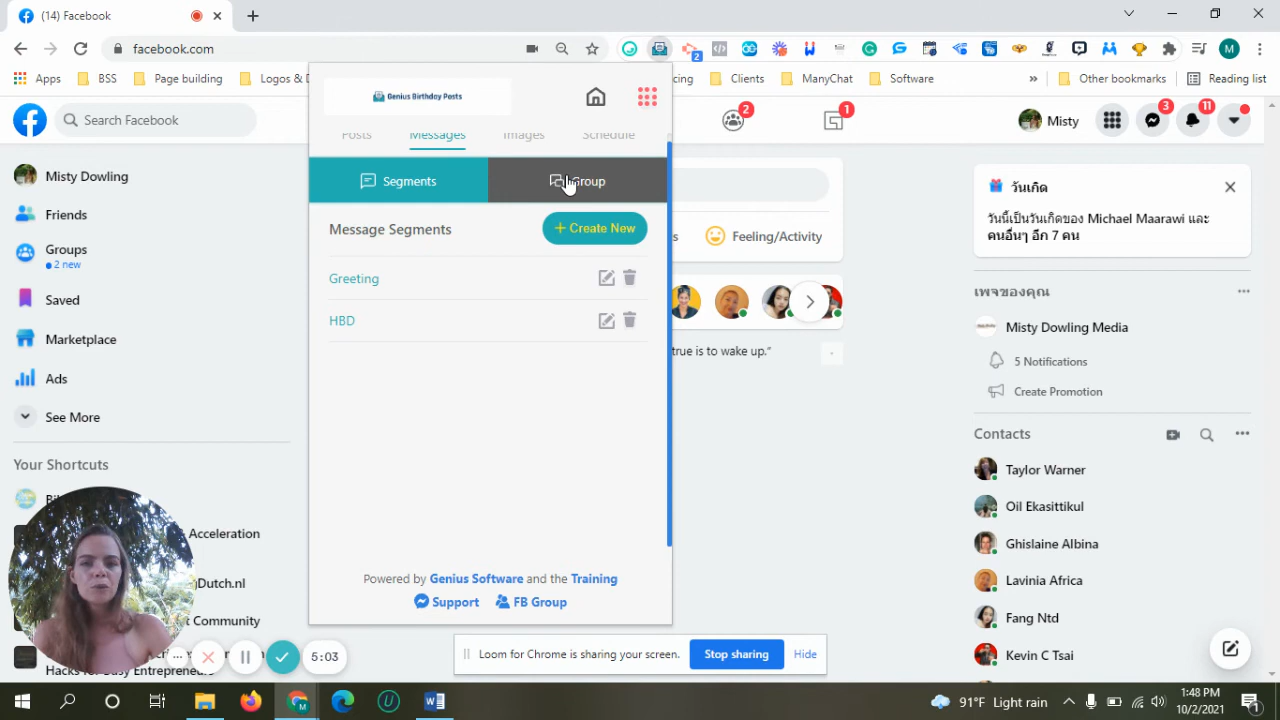 (14) Facebook
facebook.com
2
Apps
BSS
Page building
Logos & D
cing
Clients
ManyChat
Software
»
Other bookmarks
Reading list
M
Search Facebook
Genius Birthday Posts
2
1
Misty
3
11
Posts
Messages
Images
Schedule
Segments
Group
Message Segments
+ Create New
Greeting
HBD
Powered by Genius Software and the Training
Support
FB Group
Misty Dowling
Friends
Groups
2 new
Saved
Marketplace
Ads
See More
Your Shortcuts
Acceleration
Dutch.nl
t Community
Hacks for Busy Entrepreneurs
s
Feeling/Activity
true is to wake up."
วันเกิด
วันนี้เป็นวันเกิดของ Michael Maarawi และ
คนอื่นๆ อีก 7 คน
เพจของคุณ
Misty Dowling Media
5 Notifications
Create Promotion
Contacts
Taylor Warner
Oil Ekasittikul
Ghislaine Albina
Lavinia Africa
Fang Ntd
Kevin C Tsai
5:03
Loom for Chrome is sharing your screen.
Stop sharing
Hide
91°F Light rain
1:48 PM
10/2/2021
1